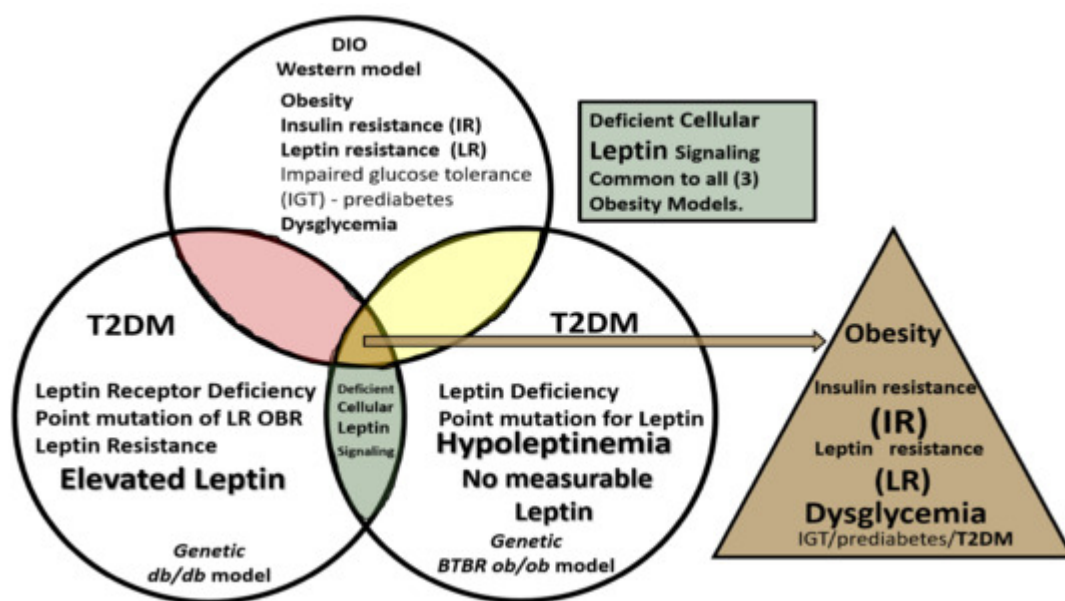 DIO
Western model
Obesity
Insulin resistance (IR)
Leptin resistance (LR)
Impaired glucose tolerance
(IGT) - prediabetes
Dysglycemia
Deficient Cellular
Leptin Signaling
Common to all (3)
Obesity Models.
T2DM
Leptin Receptor Deficiency
Point mutation of LR OBR
Leptin Resistance
Elevated Leptin
Genetic
db/db model
Deficient
Cellular
Leptin
Signaling
T2DM
Leptin Deficiency
Point mutation for Leptin
Hypoleptinemia
No measurable
Leptin
Genetic
BTBR ob/ob model
Obesity
Insulin resistance
(IR)
Leptin resistance
(LR)
Dysglycemia
IGT/prediabetes/T2DM